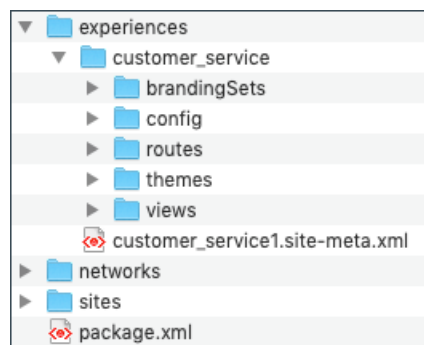 experiences
customer_service
brandingSets
config
routes
themes
views
customer_service1.site-meta.xml
networks
sites
package.xml